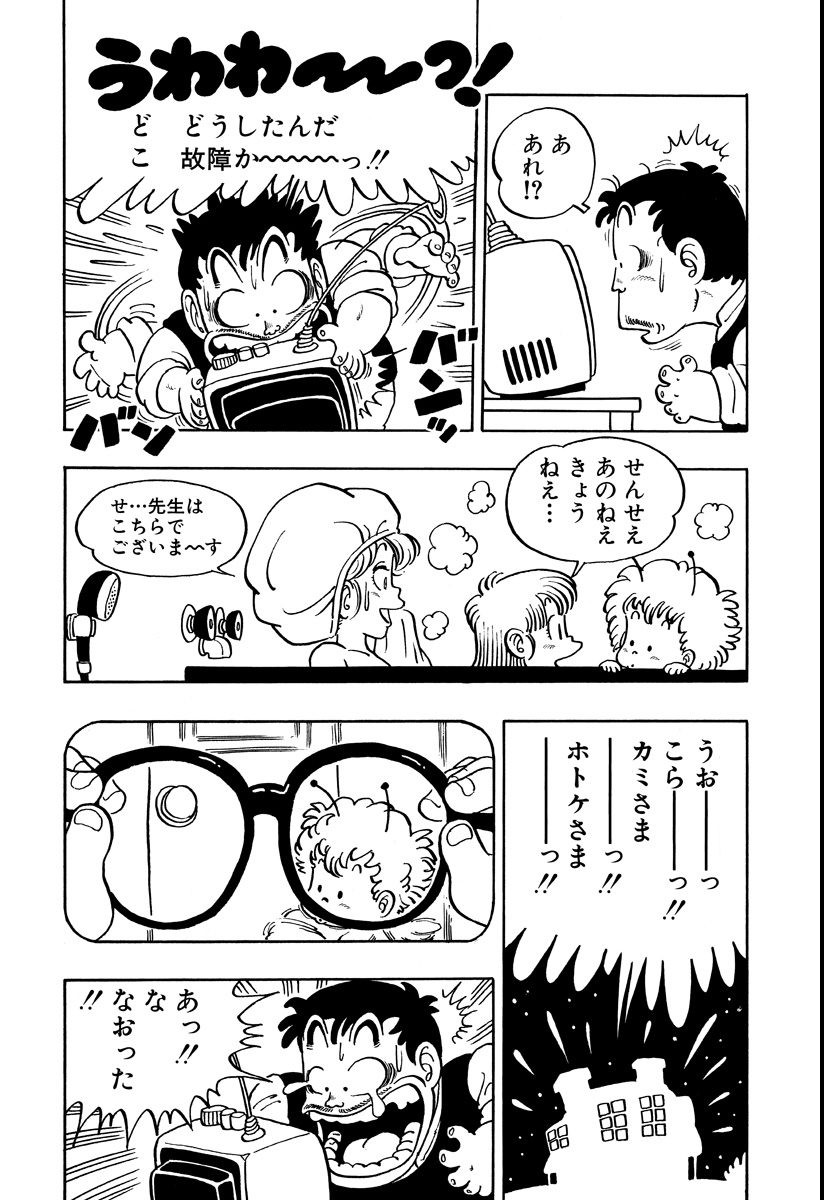 あ
あれ!?
うわわ〜〜っ!
ど どうしたんだ
こ 故障か〜〜〜〜〜〜っ!!
バン
バン
せんせえ
あのねえ
きょう
ねえ…
せ…先生は
こちらで
ございま〜す
うお――っ
こら――っ!!
カミさま
――っ!!
ホトケさま
――っ!!
あっ!!
な
なおった
!!